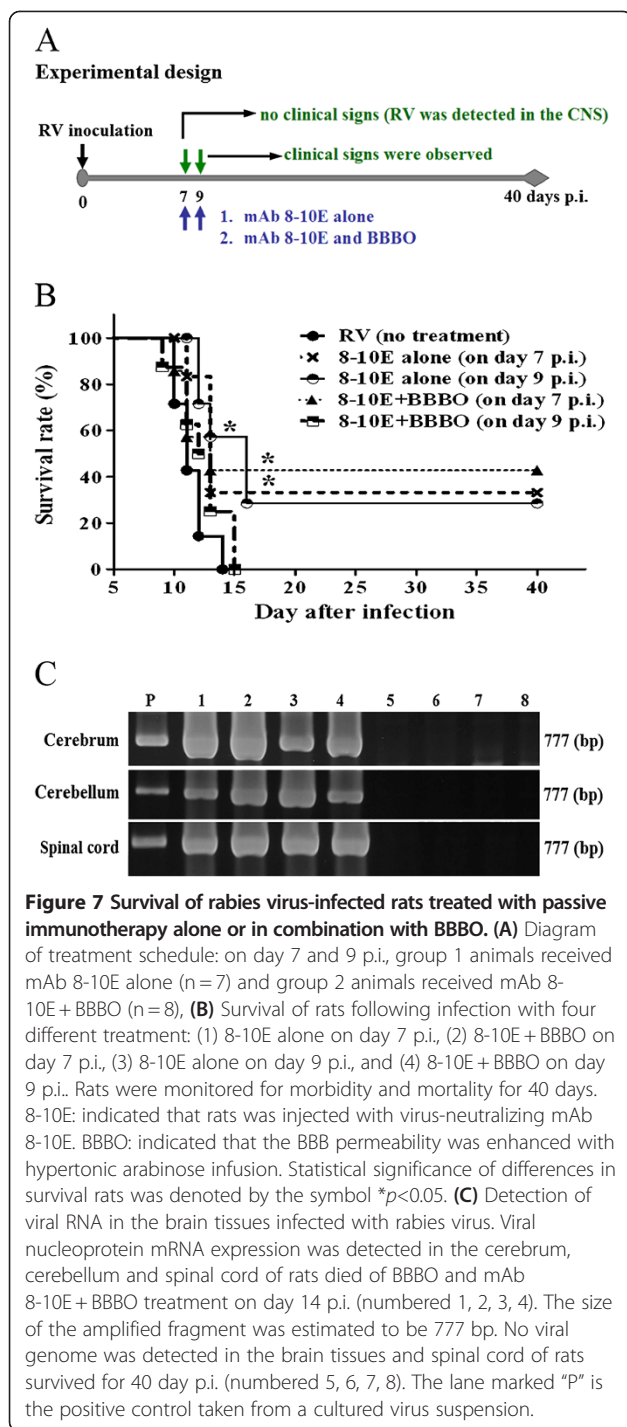 A
Experimental design
no clinical signs (RV was detected in the CNS)
RV inoculation
clinical signs were observed
0
7 9
40 days p.i.
1. mAb 8-10E alone
2. mAb 8-10E and BBBO
B
Survival rate (%)
100
80
60
40
20
0
RV (no treatment)
8-10E alone (on day 7 p.i.)
8-10E alone (on day 9 p.i.)
8-10E+BBBO (on day 7 p.i.)
8-10E+BBBO (on day 9 p.i.)
*
*
*
5 10 15 20 25 30 35 40
Day after infection
C
P 1 2 3 4 5 6 7 8
Cerebrum 777 (bp)
Cerebellum 777 (bp)
Spinal cord 777 (bp)
Figure 7 Survival of rabies virus-infected rats treated with passive
immunotherapy alone or in combination with BBBO. (A) Diagram
of treatment schedule: on day 7 and 9 p.i., group 1 animals received
mAb 8-10E alone (n = 7) and group 2 animals received mAb 8-
10E + BBBO (n = 8), (B) Survival of rats following infection with four
different treatment: (1) 8-10E alone on day 7 p.i., (2) 8-10E + BBBO on
day 7 p.i., (3) 8-10E alone on day 9 p.i., and (4) 8-10E + BBBO on day
9 p.i.. Rats were monitored for morbidity and mortality for 40 days.
8-10E: indicated that rats was injected with virus-neutralizing mAb
8-10E. BBBO: indicated that the BBB permeability was enhanced with
hypertonic arabinose infusion. Statistical significance of differences in
survival rats was denoted by the symbol *p<0.05. (C) Detection of
viral RNA in the brain tissues infected with rabies virus. Viral
nucleoprotein mRNA expression was detected in the cerebrum,
cerebellum and spinal cord of rats died of BBBO and mAb
8-10E + BBBO treatment on day 14 p.i. (numbered 1, 2, 3, 4). The size
of the amplified fragment was estimated to be 777 bp. No viral
genome was detected in the brain tissues and spinal cord of rats
survived for 40 day p.i. (numbered 5, 6, 7, 8). The lane marked “P” is
the positive control taken from a cultured virus suspension.